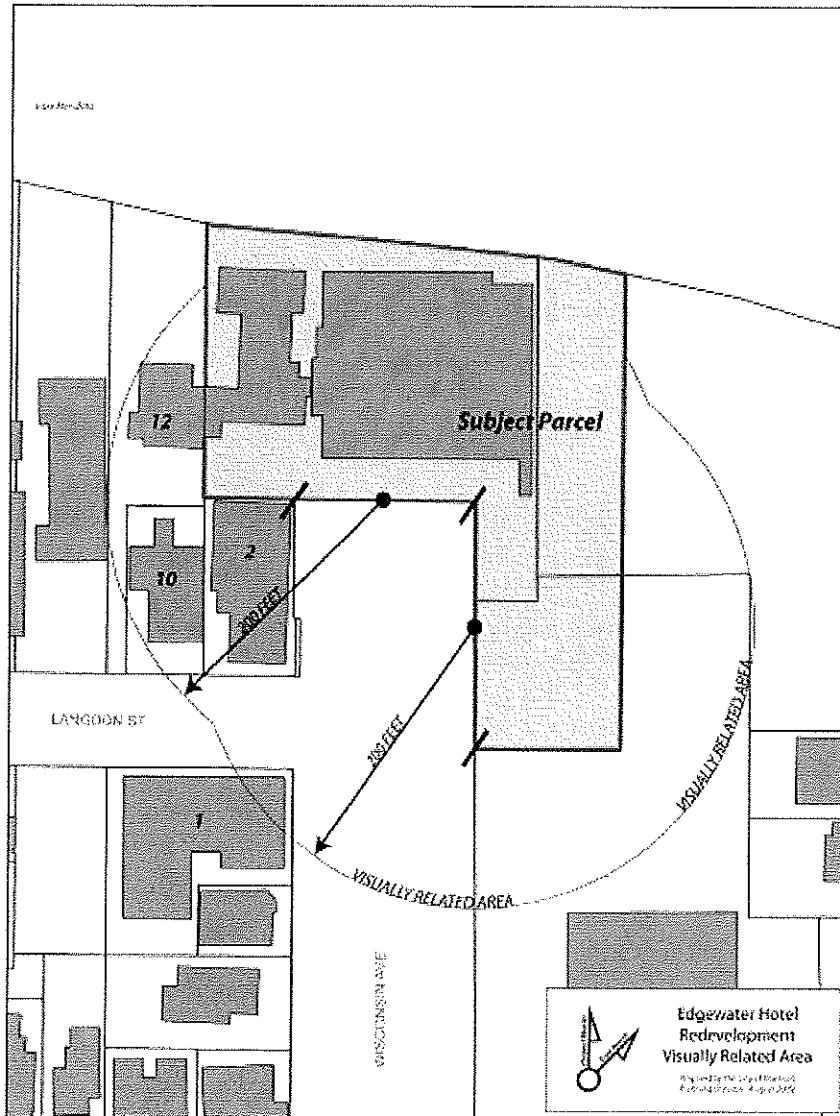 12
Subject Parcel
2
10
200 FEET
LANGDON ST
200 FEET
VISUALLY RELATED AREA
1
VISUALLY RELATED AREA
WISCONSIN AVE
Edgewater Hotel
Redevelopment
Visually Related Area